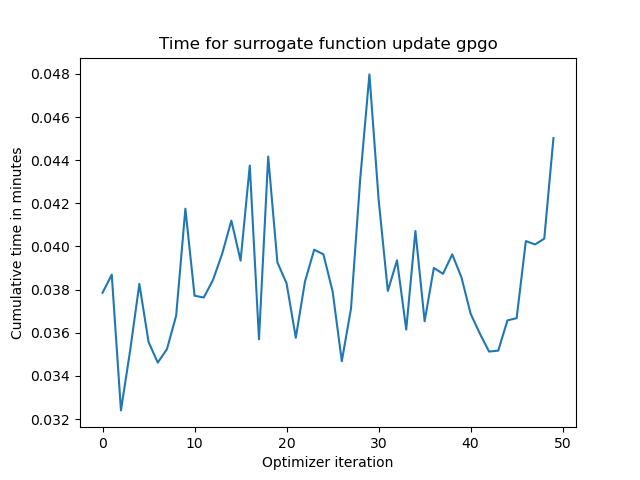 Time for surrogate function update gpgo
Cumulative time in minutes
0.048
0.046
0.044
0.042
0.040
0.038
0.036
0.034
0.032
0 10 20 30 40 50
Optimizer iteration